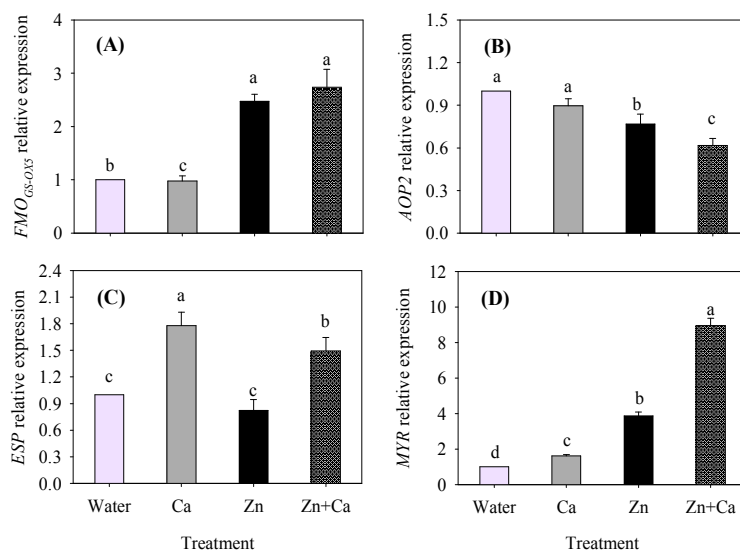 (A)
FMO_GS-OX5 relative expression
4
3
2
1
0
b
c
a
a
(B)
AOP2 relative expression
1.5
1.2
0.9
0.6
0.3
0.0
a
a
b
c
(C)
ESP relative expression
2.4
2.1
1.8
1.5
1.2
0.9
0.6
0.3
0.0
c
a
c
b
Water Ca Zn Zn+Ca
Treatment
(D)
MYR relative expression
12
10
8
6
4
2
0
d
c
b
a
Water Ca Zn Zn+Ca
Treatment